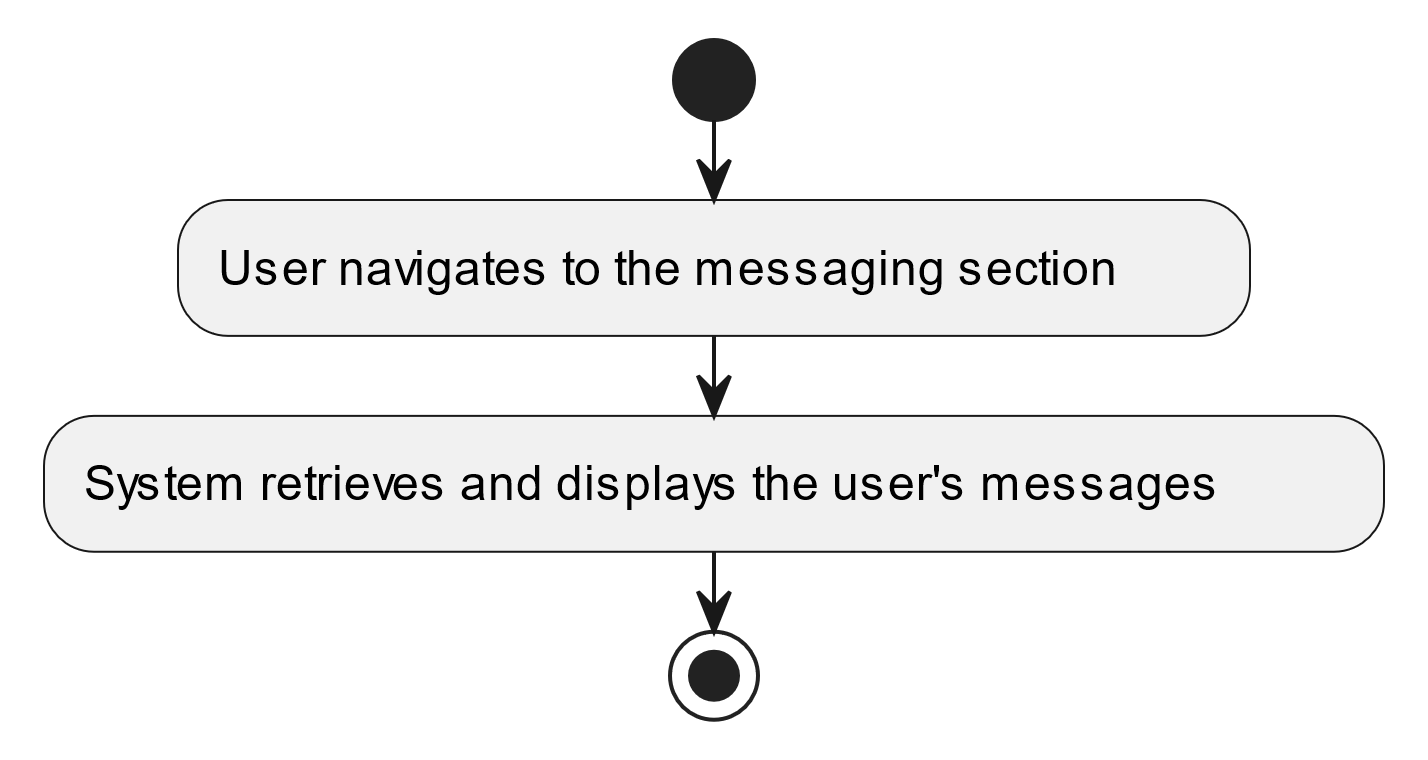 User navigates to the messaging section
System retrieves and displays the user's messages